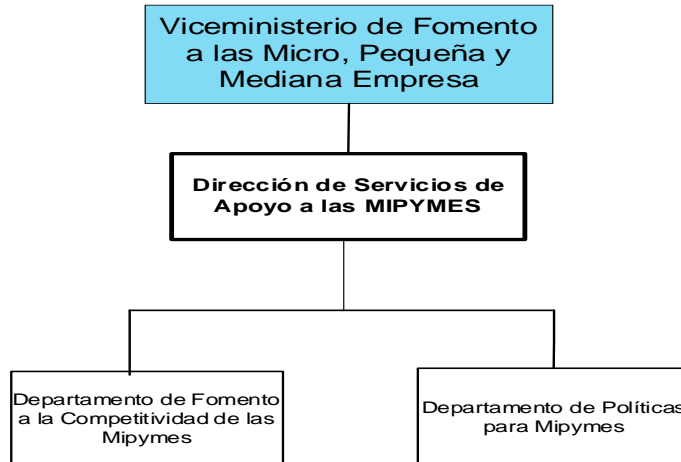 Viceministerio de Fomento
a las Micro, Pequeña y
Mediana Empresa
Dirección de Servicios de
Apoyo a las MIPYMES
Departamento de Fomento
a la Competitividad de las
Mipymes
Departamento de Políticas
para Mipymes